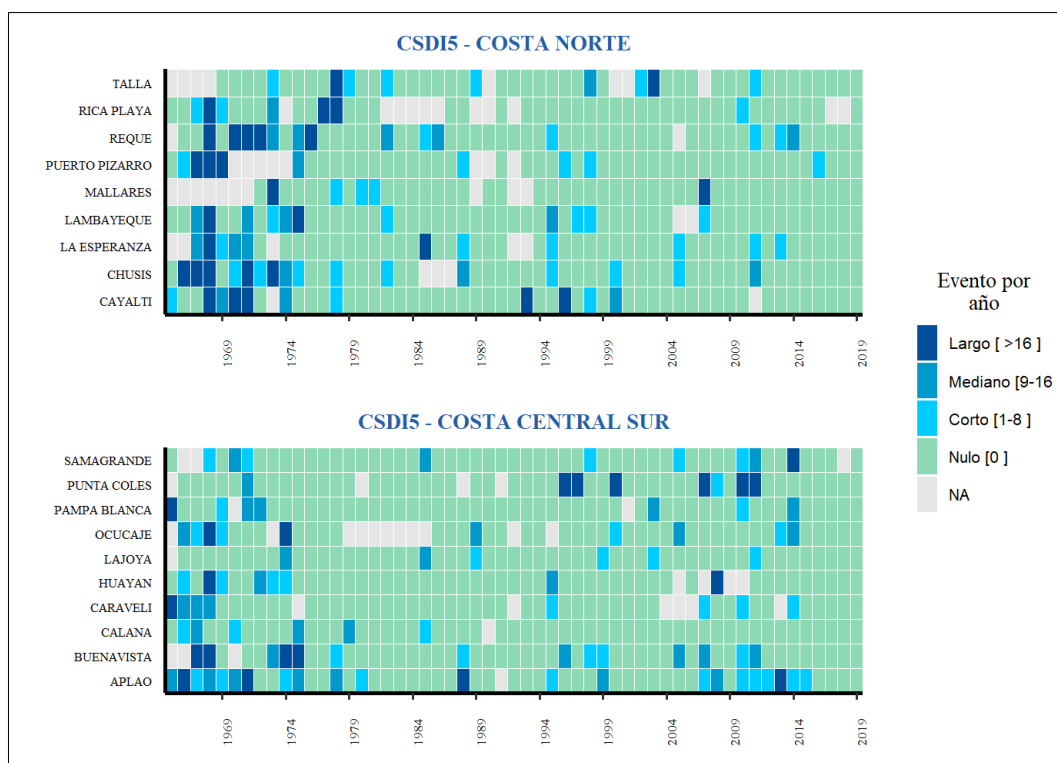 CSDI5 - COSTA NORTE
TALLA
RICA PLAYA
REQUE
PUERTO PIZARRO
MALLARES
LAMBAYEQUE
LA ESPERANZA
CHUSIS
CAYALTI
1969 1974 1979 1984 1989 1994 1999 2004 2009 2014 2019
CSDI5 - COSTA CENTRAL SUR
SAMAGRANDE
PUNTA COLES
PAMPA BLANCA
OCUCAJE
LAJOYA
HUAYAN
CARAVELI
CALANA
BUENAVISTA
APLAO
1969 1974 1979 1984 1989 1994 1999 2004 2009 2014 2019
Evento por
año
Largo [ >16 ]
Mediano [9-16
Corto [1-8 ]
Nulo [0 ]
NA